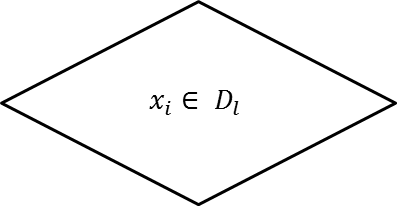 𝑥ᵢ ∈ 𝐷ₗ